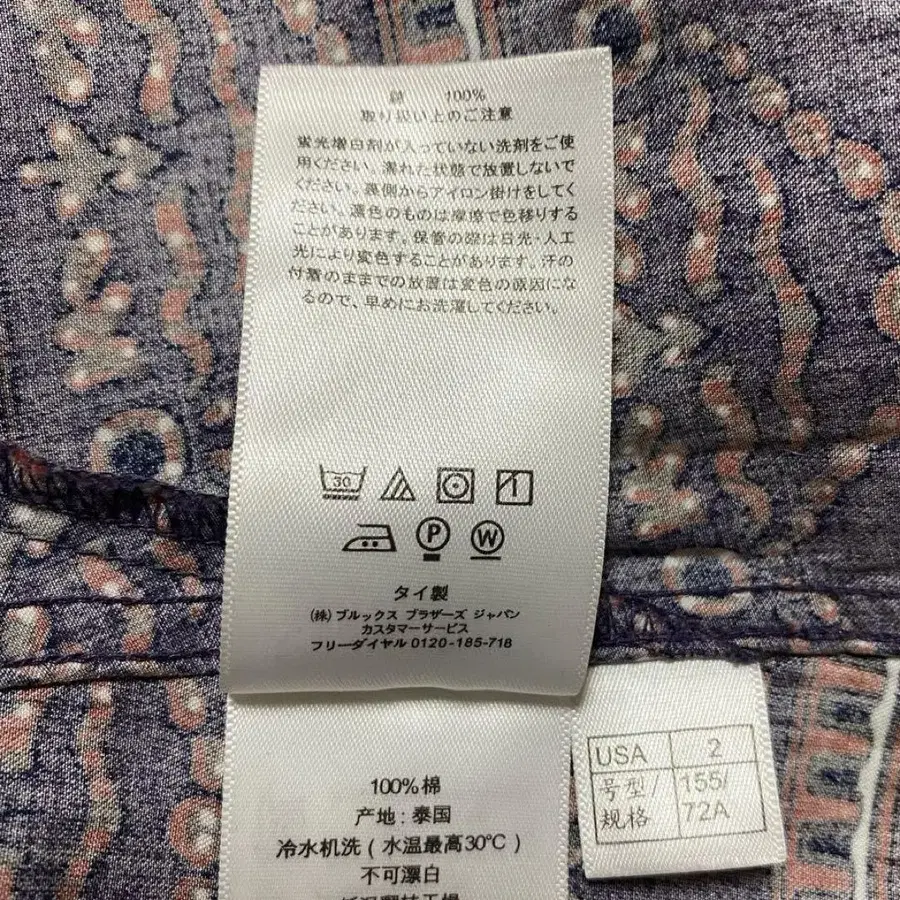 綿 100%
取り扱い上のご注意
蛍光増白剤が入っていない洗剤をご使
用ください。濡れた状態で放置しないで
ください。裏側からアイロン掛けをしてく
ださい。濃色のものは摩擦で色移りする
ことがあります。保管の際は日光・人工
光により変色することがあります。汗の
付着のままでの放置は変色の原因にな
るので、早めにお洗濯してください。
30
1
P W
タイ製
(株) ブルックス ブラザーズ ジャパン
カスタマーサービス
フリーダイヤル 0120-185-718
USA 2
号型/ 155/
规格 72A
100%棉
产地: 泰国
冷水机洗 ( 水温最高30°C )
不可漂白
低温翻转干燥